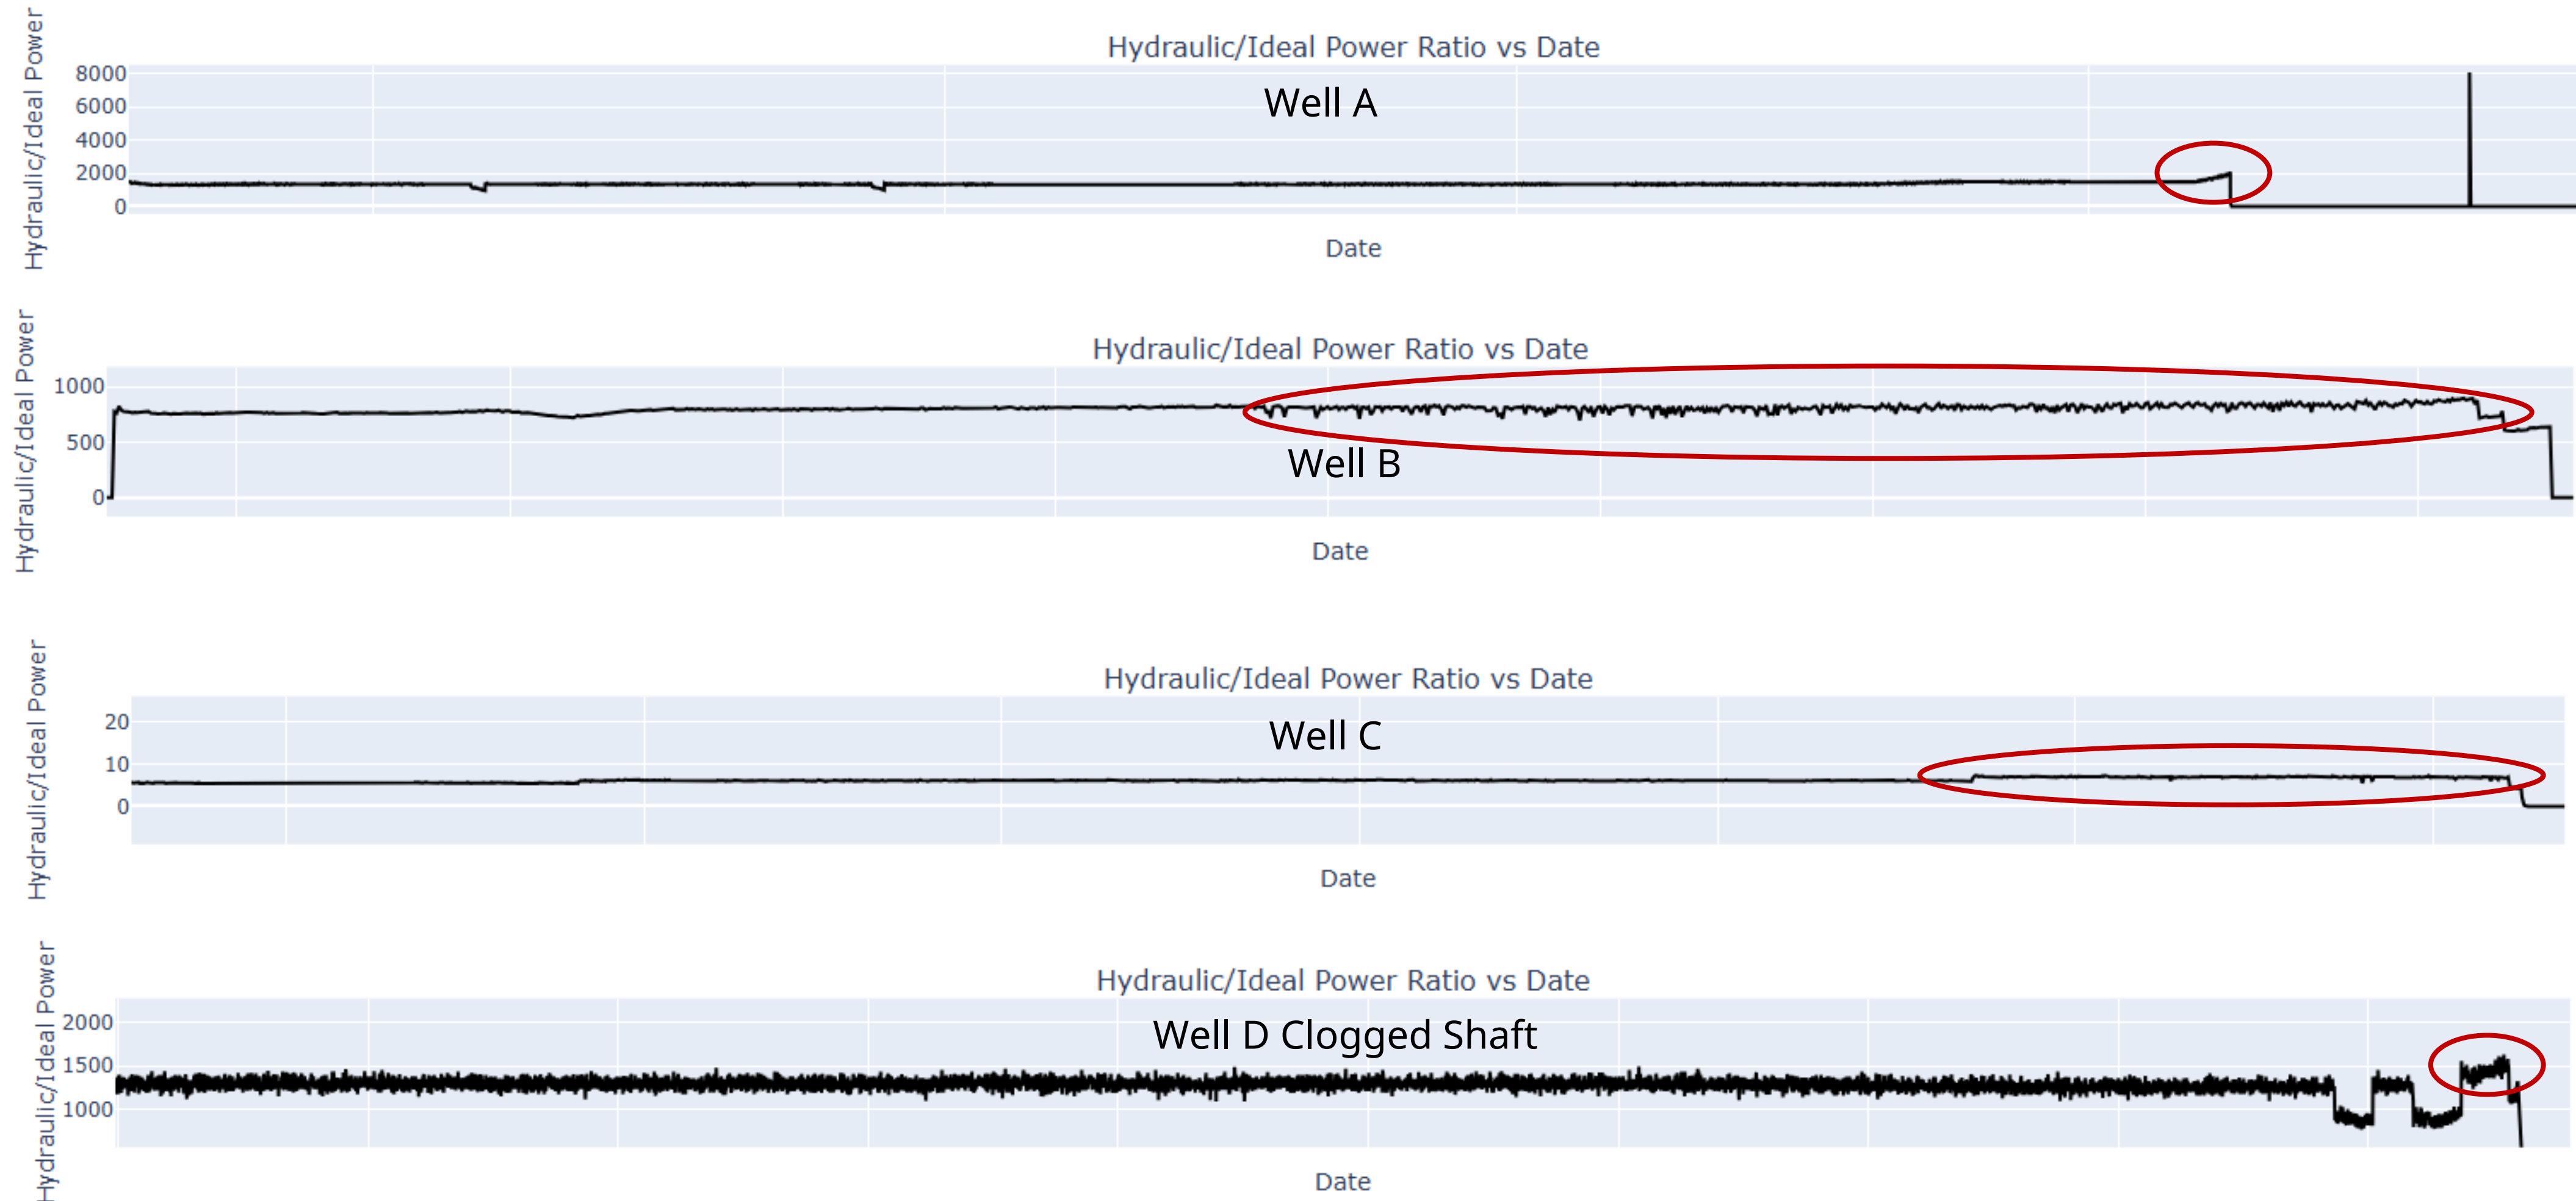 Hydraulic/Ideal Power Ratio vs Date
Hydraulic/Ideal Power
8000
6000
4000
2000
0
Well A
Date
Hydraulic/Ideal Power Ratio vs Date
Hydraulic/Ideal Power
1000
500
0
Well B
Date
Hydraulic/Ideal Power Ratio vs Date
Hydraulic/Ideal Power
20
10
0
Well C
Date
Hydraulic/Ideal Power Ratio vs Date
Hydraulic/Ideal Power
2000
1500
1000
Well D Clogged Shaft
Date